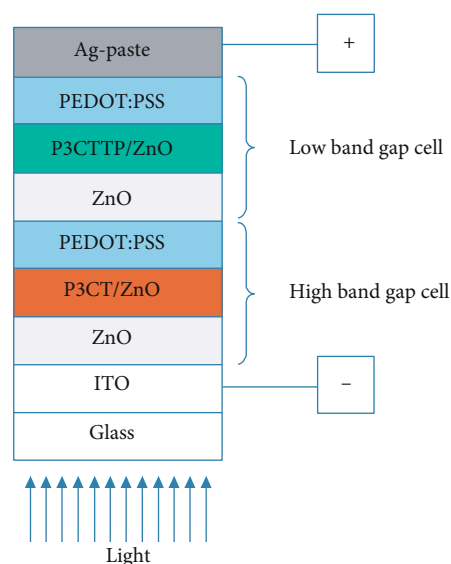 Ag-paste
+
PEDOT:PSS
P3CTTP/ZnO
Low band gap cell
ZnO
PEDOT:PSS
P3CT/ZnO
High band gap cell
ZnO
ITO
–
Glass
Light